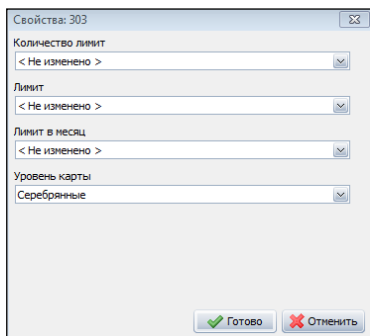 Свойства: 303
Количество лимит
< Не изменено >
Лимит
< Не изменено >
Лимит в месяц
< Не изменено >
Уровень карты
Серебрянные
Готово
Отменить